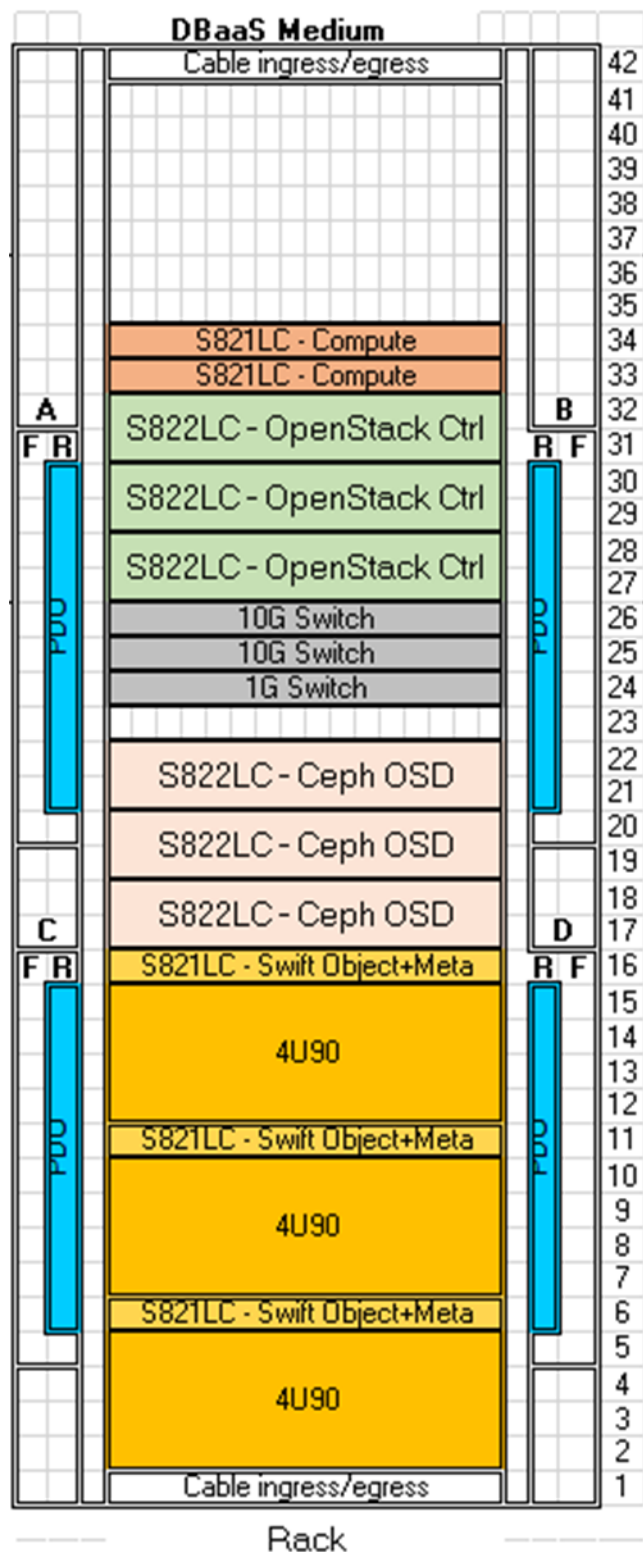 DBaaS Medium
Cable ingress/egress 42
41
40
39
38
37
36
35
S821LC - Compute 34
S821LC - Compute 33
A S822LC - OpenStack Ctrl B 32
F R R F 31
S822LC - OpenStack Ctrl 30
29
S822LC - OpenStack Ctrl 28
27
PDU 10G Switch PDU 26
10G Switch 25
1G Switch 24
23
S822LC - Ceph OSD 22
21
S822LC - Ceph OSD 20
19
S822LC - Ceph OSD 18
C D 17
F R S821LC - Swift Object+Meta R F 16
15
4U90 14
13
12
PDU S821LC - Swift Object+Meta PDU 11
10
4U90 9
8
7
S821LC - Swift Object+Meta 6
5
4U90 4
3
2
Cable ingress/egress 1
Rack